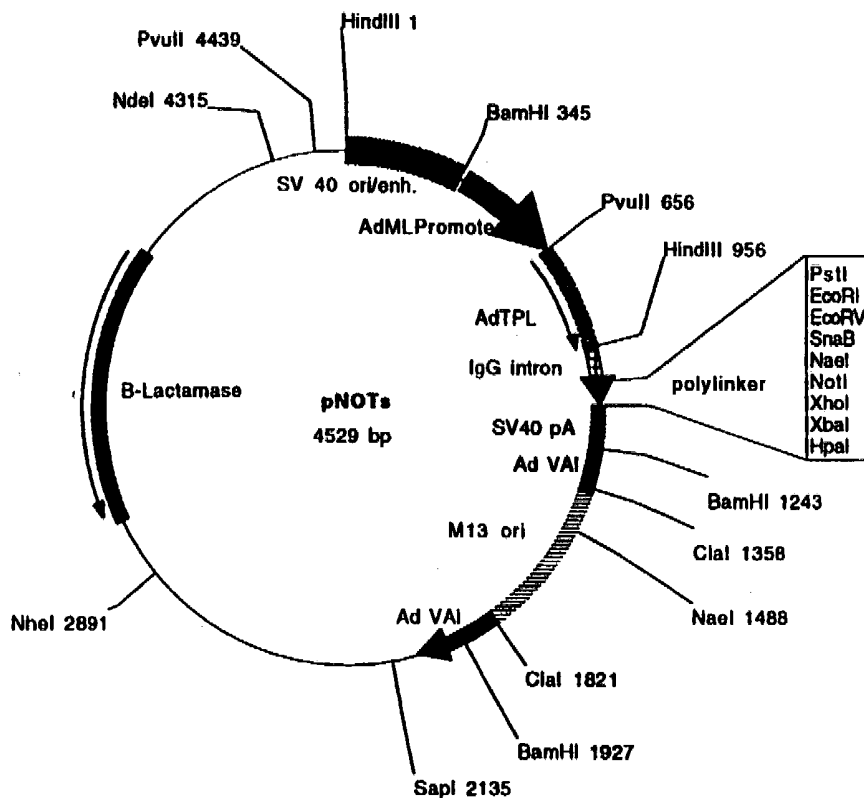 HindIII 1
PvuII 4439
NdeI 4315
BamHI 345
SV 40 ori/enh.
AdMLPromote
PvuII 656
HindIII 956
PstI
EcoRI
EcoRV
SnaB
NaeI
NotI
XhoI
XbaI
HpaI
AdTPL
IgG intron
polylinker
B-Lactamase
pNOTs
4529 bp
SV40 pA
Ad VAI
BamHI 1243
M13 ori
ClaI 1358
NaeI 1488
NheI 2891
Ad VAI
ClaI 1821
BamHI 1927
SapI 2135